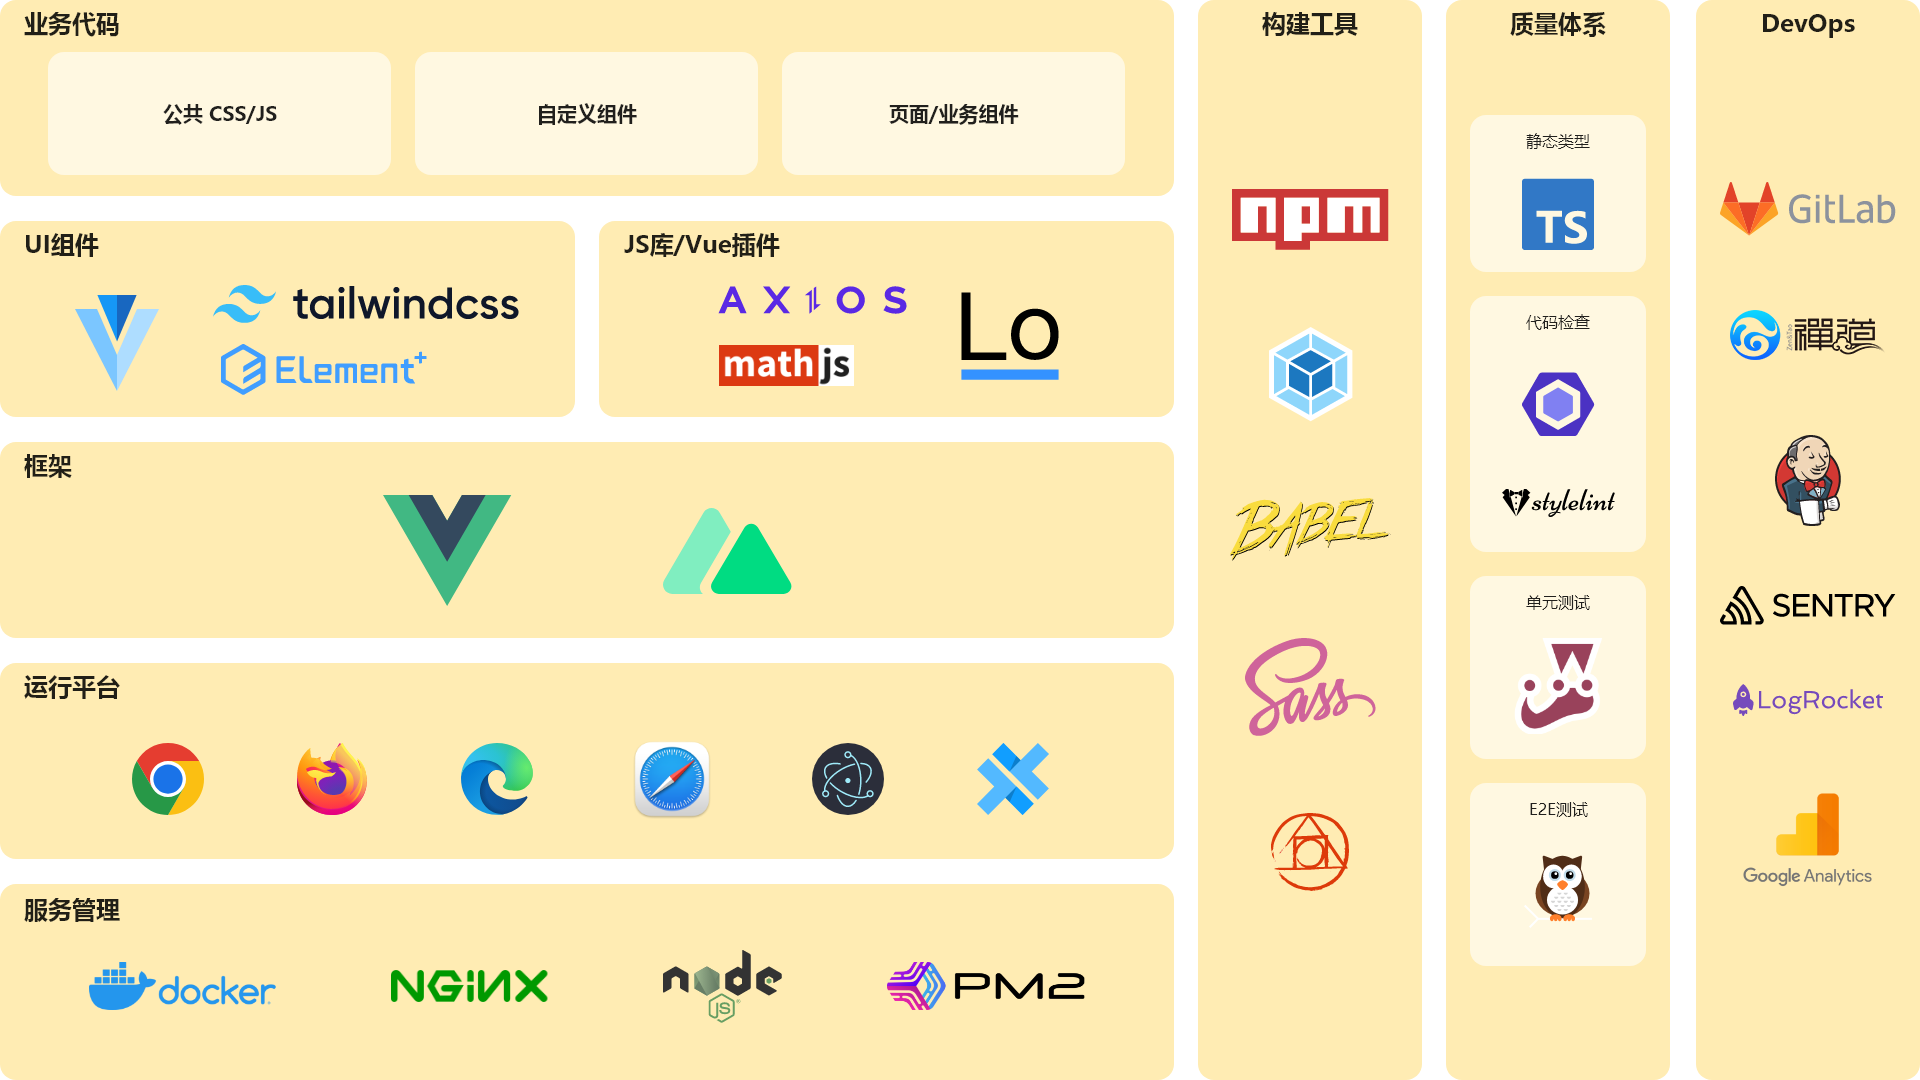 业务代码
公共 CSS/JS
自定义组件
页面/业务组件
UI组件
tailwindcss
Element+
JS库/Vue插件
AXIOS
mathjs
Lo
框架
运行平台
服务管理
docker
NGINX
node
JS
PM2
构建工具
npm
BABEL
Sass
质量体系
静态类型
TS
代码检查
stylelint
单元测试
E2E测试
DevOps
GitLab
Zen&Tao
禪道
SENTRY
LogRocket
Google Analytics